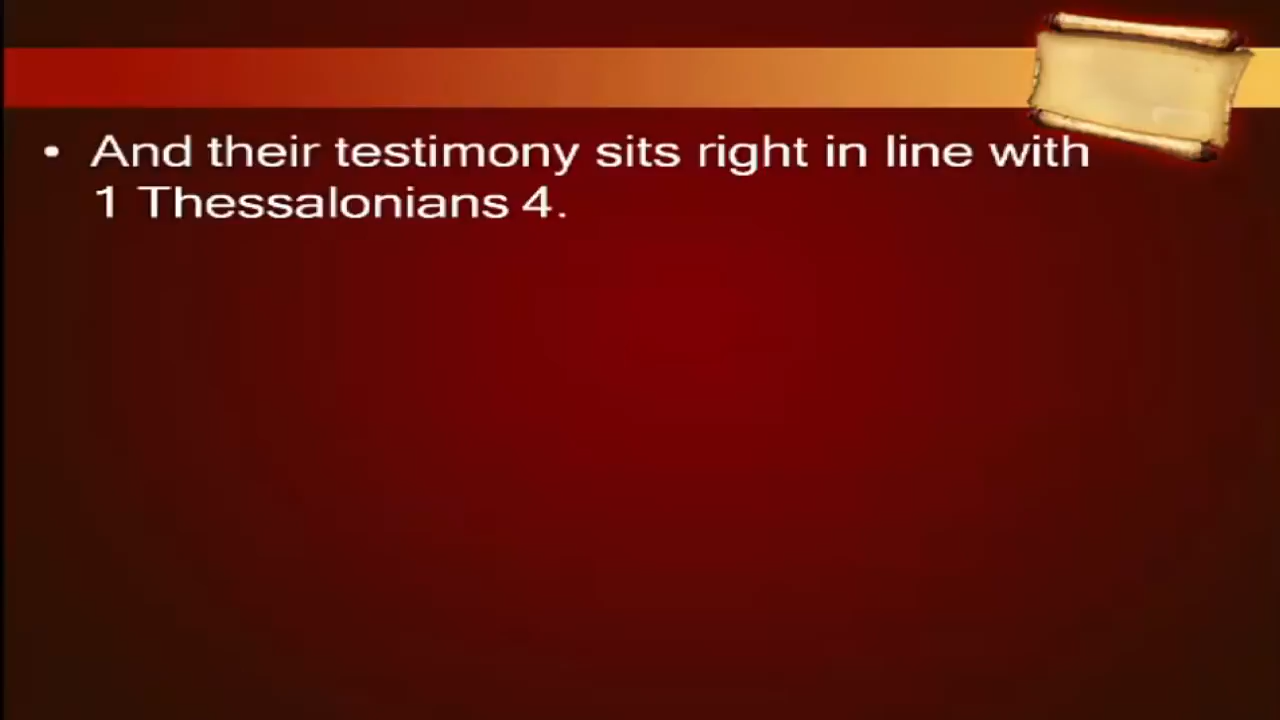 • And their testimony sits right in line with
1 Thessalonians 4.